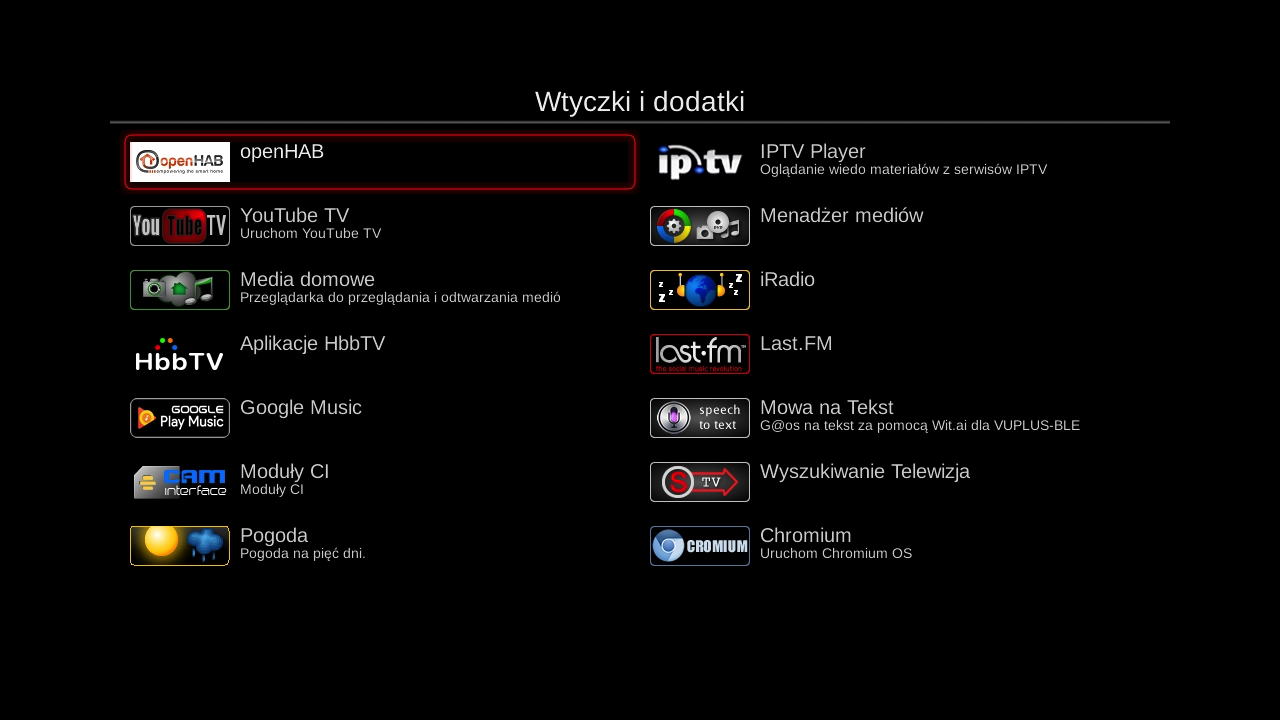 Wtyczki i dodatki
openHAB
empowering the smart home
openHAB
ip.tv
IPTV Player
Oglądanie wiedo materiałów z serwisów IPTV
YouTubeTV
YouTube TV
Uruchom YouTube TV
DVD
Menadżer mediów
Media domowe
Przeglądarka do przeglądania i odtwarzania medió
z z z z z z
iRadio
HbbTV
Aplikacje HbbTV
last.fm
the social music revolution
Last.FM
GOOGLE
Play Music
Google Music
speech
to text
Mowa na Tekst
G@os na tekst za pomocą Wit.ai dla VUPLUS-BLE
CAM
interface
Moduły CI
Moduły CI
S TV
Wyszukiwanie Telewizja
Pogoda
Pogoda na pięć dni.
CROMIUM
Chromium
Uruchom Chromium OS